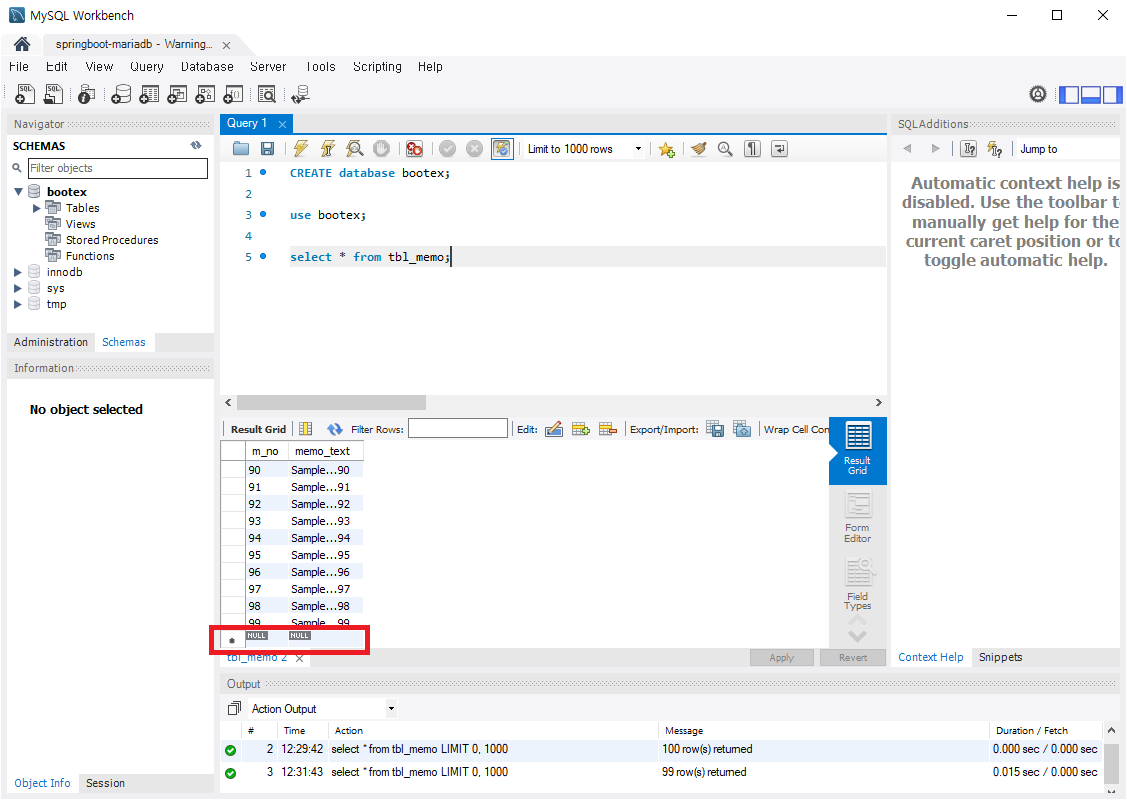 MySQL Workbench
springboot-mariadb - Warning...
File Edit View Query Database Server Tools Scripting Help
Navigator
SCHEMAS
Filter objects
bootex
Tables
Views
Stored Procedures
Functions
innodb
sys
tmp
Administration Schemas
Information
No object selected
Object Info Session
Query 1
Limit to 1000 rows
1 CREATE database bootex;
2
3 use bootex;
4
5 select * from tbl_memo;
Result Grid Filter Rows: Edit: Export/Import: Wrap Cell Con
m_no memo_text
90 Sample...90
91 Sample...91
92 Sample...92
93 Sample...93
94 Sample...94
95 Sample...95
96 Sample...96
97 Sample...97
98 Sample...98
99 Sample...99
* NULL NULL
Result
Grid
Form
Editor
Field
Types
tbl_memo 2
Apply Revert
SQLAdditions
Jump to
Automatic context help is
disabled. Use the toolbar t
manually get help for the
current caret position or to
toggle automatic help.
Context Help Snippets
Output
Action Output
# Time Action Message Duration / Fetch
2 12:29:42 select * from tbl_memo LIMIT 0, 1000 100 row(s) returned 0.000 sec / 0.000 sec
3 12:31:43 select * from tbl_memo LIMIT 0, 1000 99 row(s) returned 0.015 sec / 0.000 sec